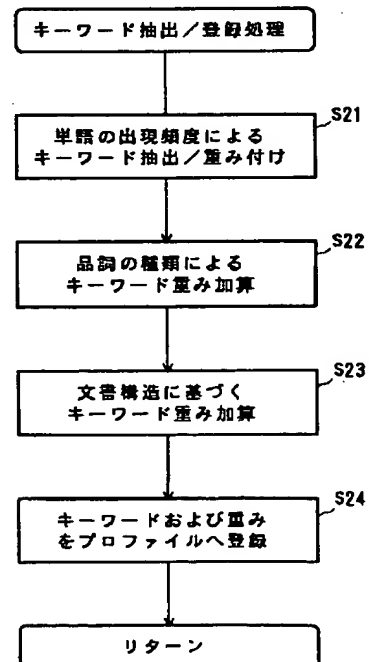 キーワード抽出/登録処理
S21
単語の出現頻度による
キーワード抽出/重み付け
S22
品詞の種類による
キーワード重み加算
S23
文書構造に基づく
キーワード重み加算
S24
キーワードおよび重み
をプロファイルへ登録
リターン